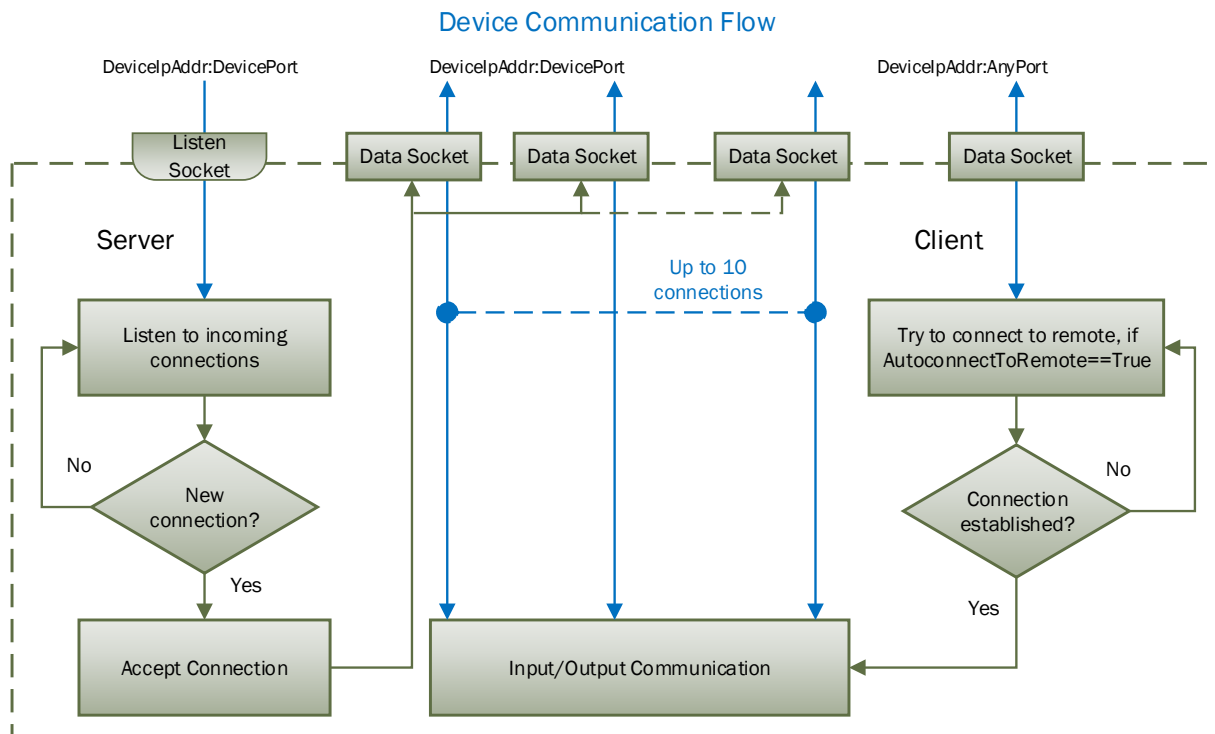 Device Communication Flow
DeviceIpAddr:DevicePort
DeviceIpAddr:DevicePort
DeviceIpAddr:AnyPort
Listen
Socket
Data Socket
Data Socket
Data Socket
Data Socket
Server
Client
Up to 10
connections
Listen to incoming
connections
Try to connect to remote, if
AutoconnectToRemote==True
No
New
connection?
Yes
No
Connection
established?
Yes
Accept Connection
Input/Output Communication